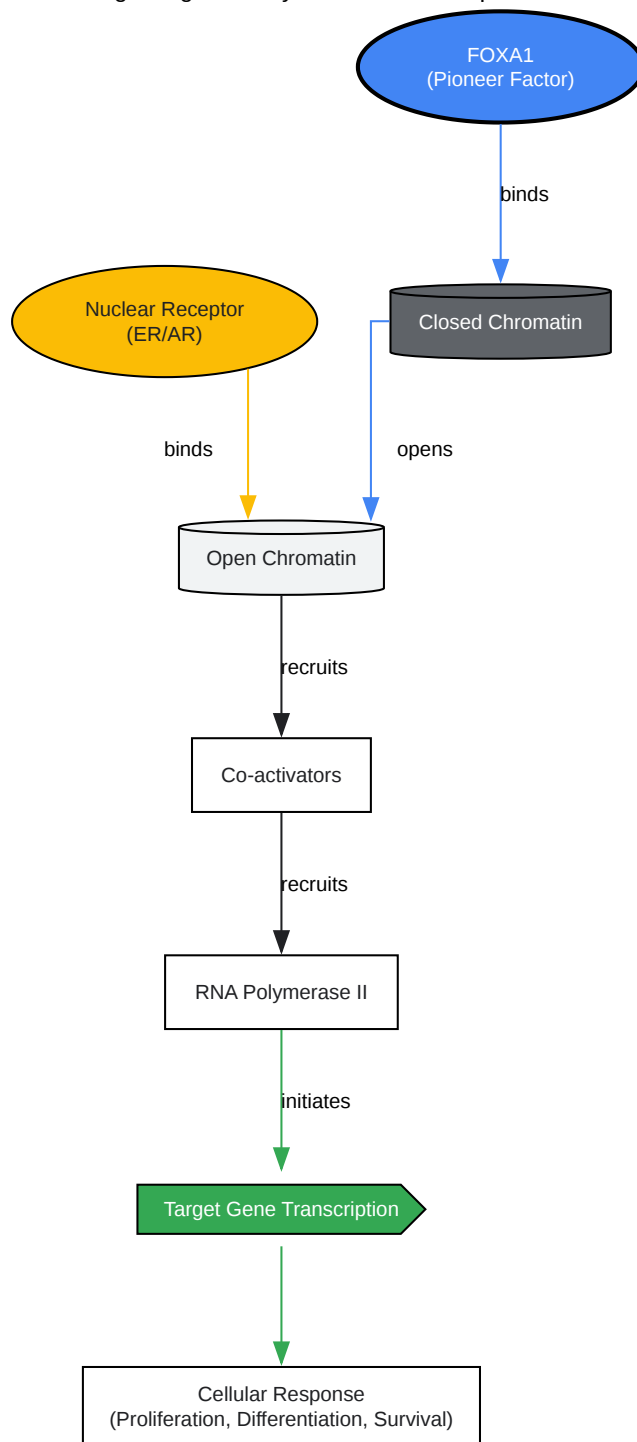 FOXA1
(Pioneer Factor)
binds
Nuclear Receptor
(ER/AR)
Closed Chromatin
binds
opens
Open Chromatin
recruits
Co-activators
recruits
RNA Polymerase II
initiates
Target Gene Transcription
Cellular Response
(Proliferation, Differentiation, Survival)